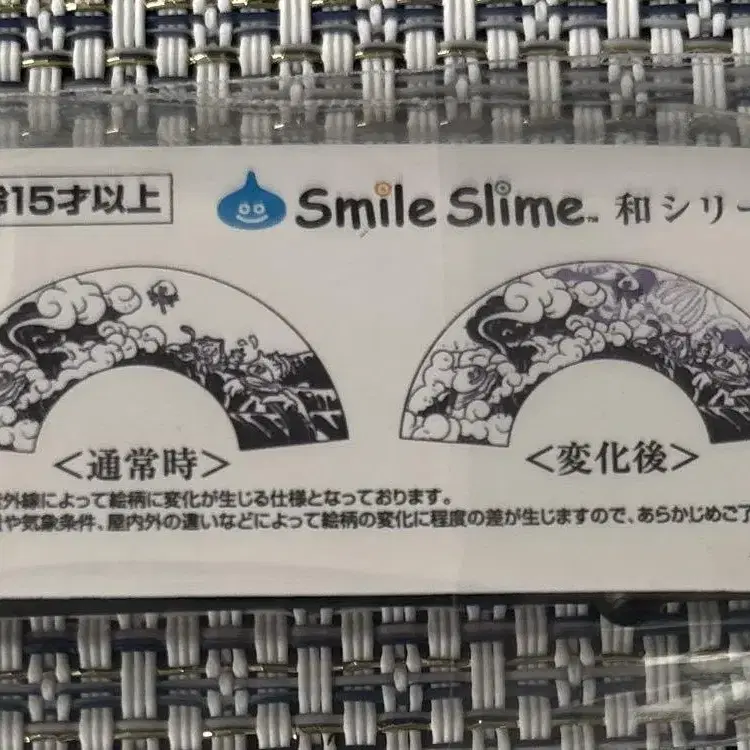 齢15才以上
Smile Slime™ 和シリー
<通常時>
<変化後>
外線によって絵柄に変化が生じる仕様となっております。
や気象条件、屋内外の違いなどによって絵柄の変化に程度の差が生じますので、あらかじめご了